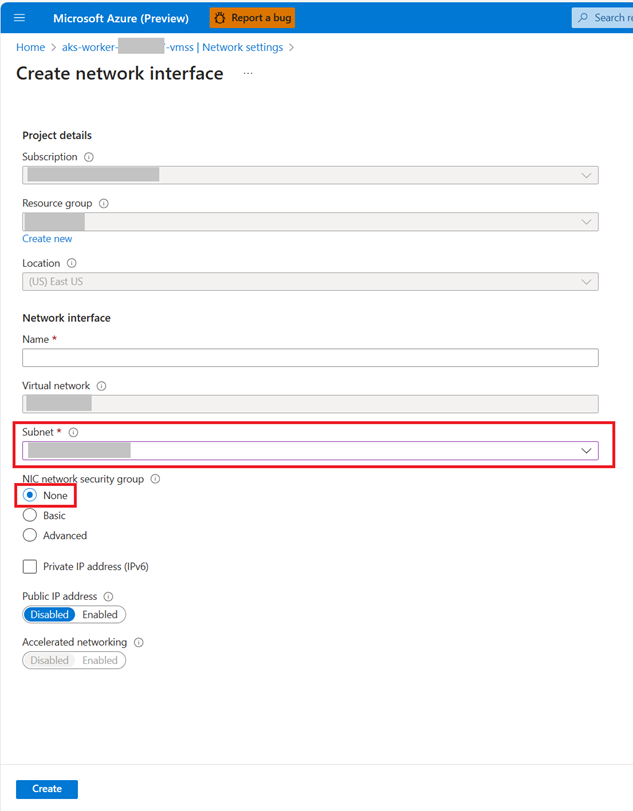 Microsoft Azure (Preview) Report a bug Search re
Home > aks-worker- -vmss | Network settings >
Create network interface ...
Project details
Subscription
Resource group
Create new
Location
(US) East US
Network interface
Name *
Virtual network
Subnet *
NIC network security group
None
Basic
Advanced
Private IP address (IPv6)
Public IP address
Disabled Enabled
Accelerated networking
Disabled Enabled
Create